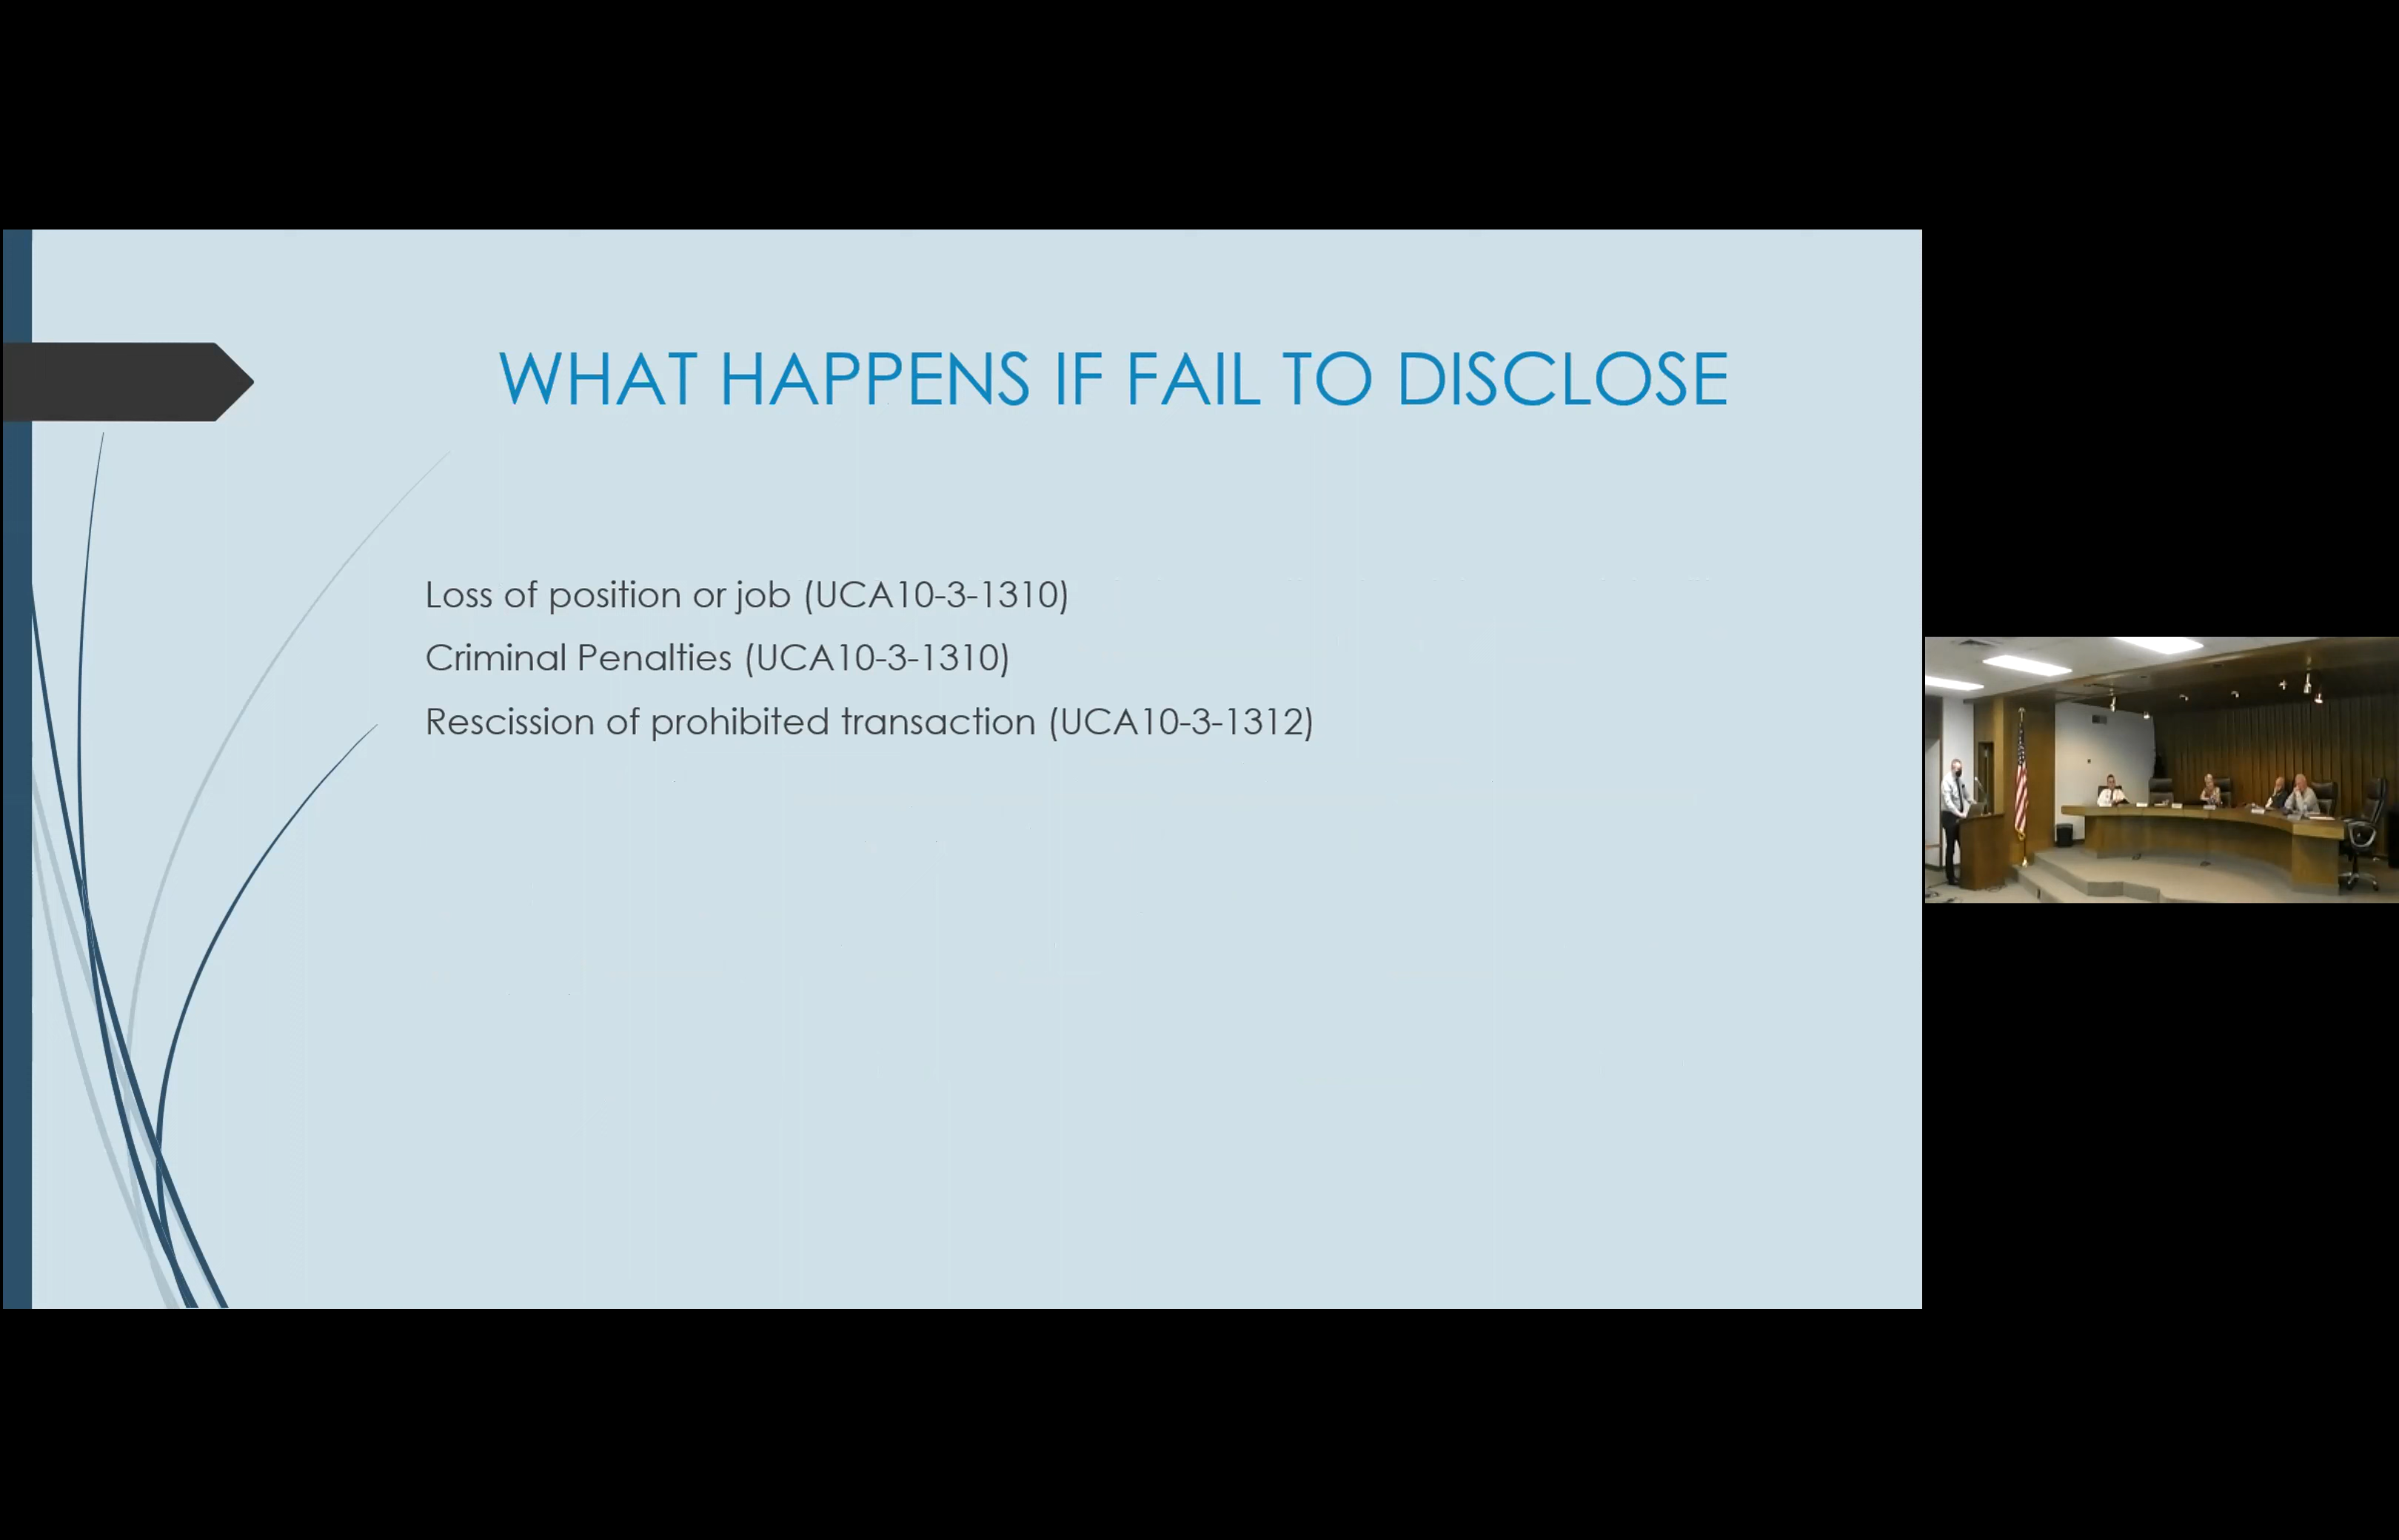 WHAT HAPPENS IF FAIL TO DISCLOSE
Loss of position or job (UCA10-3-1310)
Criminal Penalties (UCA10-3-1310)
Rescission of prohibited transaction (UCA10-3-1312)